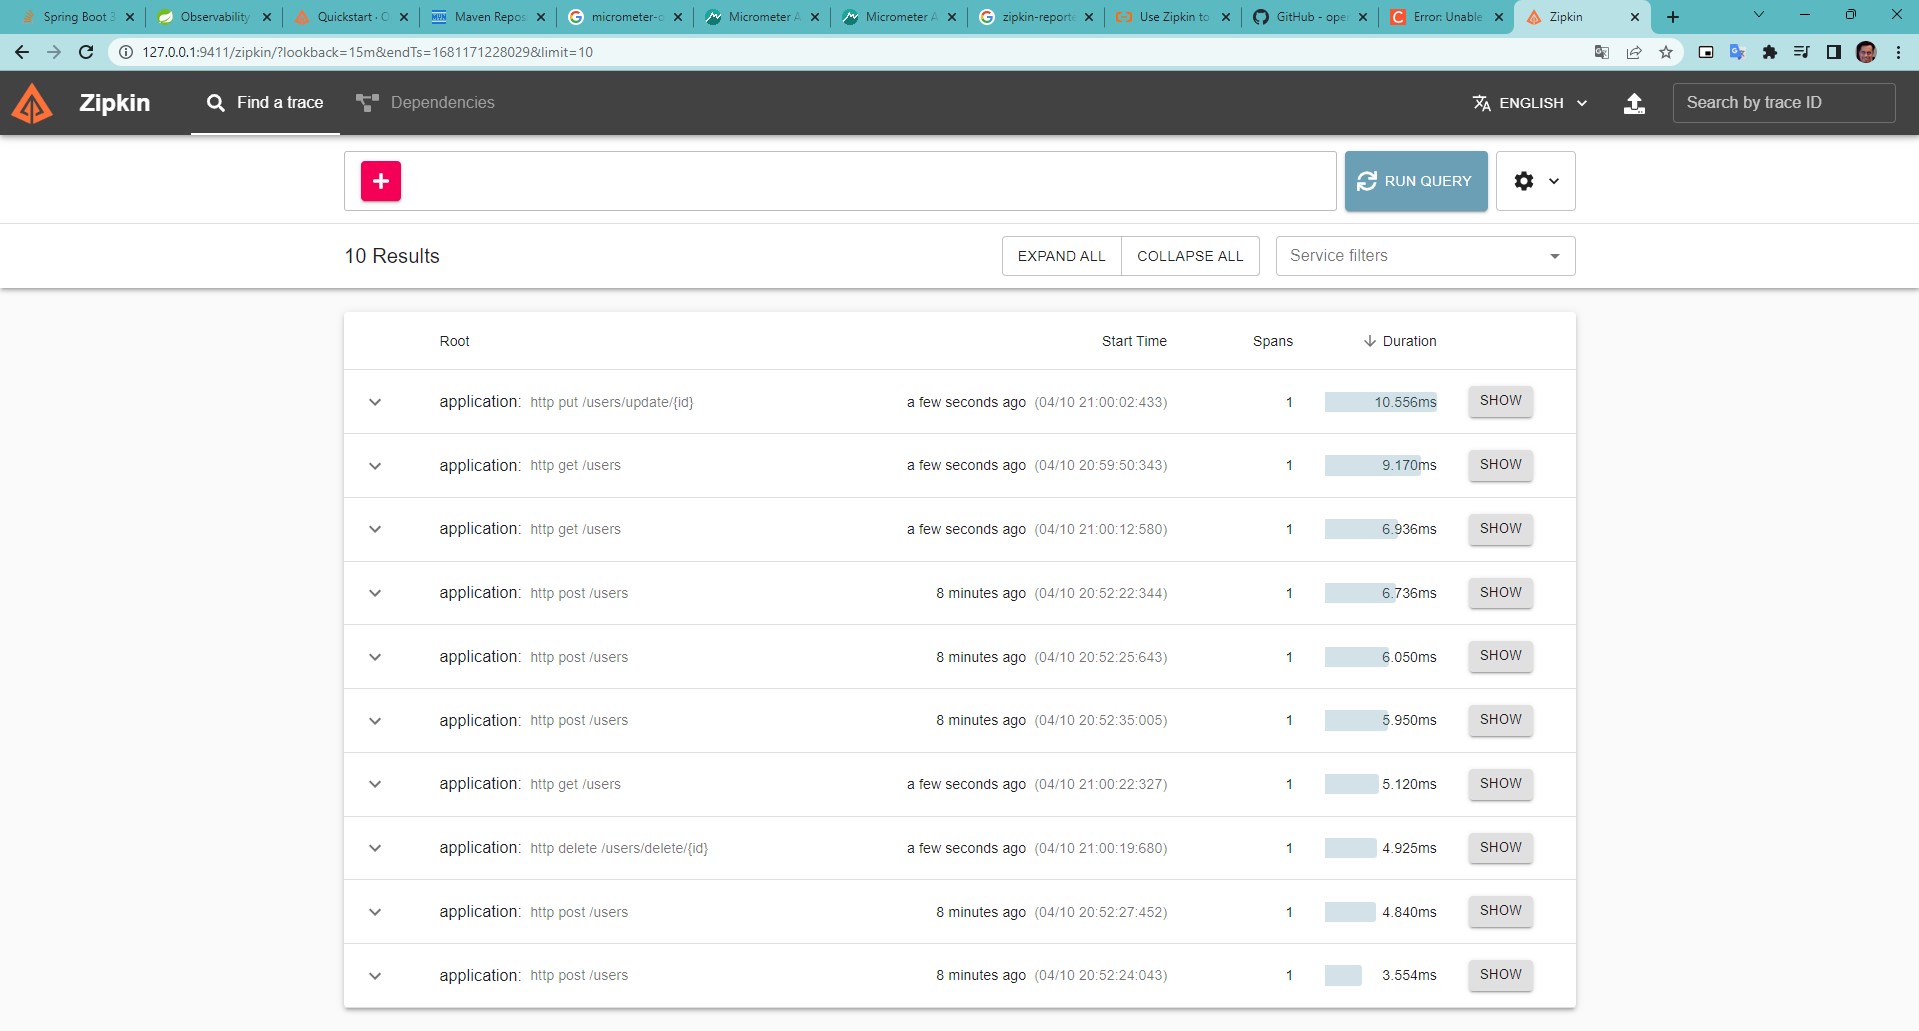 Spring Boot 3 Observability Quickstart · O Maven Repos micrometer-o Micrometer A Micrometer A zipkin-reporte Use Zipkin to GitHub - ope Error: Unable Zipkin
127.0.0.1:9411/zipkin/?lookback=15m&endTs=1681171228029&limit=10
Zipkin Find a trace Dependencies ENGLISH Search by trace ID
RUN QUERY
10 Results EXPAND ALL COLLAPSE ALL Service filters
Root Start Time Spans Duration
application: http put /users/update/{id} a few seconds ago (04/10 21:00:02:433) 1 10.556ms SHOW
application: http get /users a few seconds ago (04/10 20:59:50:343) 1 9.170ms SHOW
application: http get /users a few seconds ago (04/10 21:00:12:580) 1 6.936ms SHOW
application: http post /users 8 minutes ago (04/10 20:52:22:344) 1 6.736ms SHOW
application: http post /users 8 minutes ago (04/10 20:52:25:643) 1 6.050ms SHOW
application: http post /users 8 minutes ago (04/10 20:52:35:005) 1 5.950ms SHOW
application: http get /users a few seconds ago (04/10 21:00:22:327) 1 5.120ms SHOW
application: http delete /users/delete/{id} a few seconds ago (04/10 21:00:19:680) 1 4.925ms SHOW
application: http post /users 8 minutes ago (04/10 20:52:27:452) 1 4.840ms SHOW
application: http post /users 8 minutes ago (04/10 20:52:24:043) 1 3.554ms SHOW